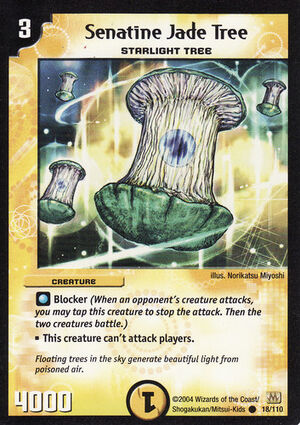 3
Senatine Jade Tree
STARLIGHT TREE
illus. Norikatsu Miyoshi
CREATURE
Blocker (When an opponent's creature attacks,
you may tap this creature to stop the attack. Then the
two creatures battle.)
▪ This creature can't attack players.
Floating trees in the sky generate beautiful light from
poisoned air.
4000
1
©2004 Wizards of the Coast/
Shogakukan/Mitsui-Kids
18/110